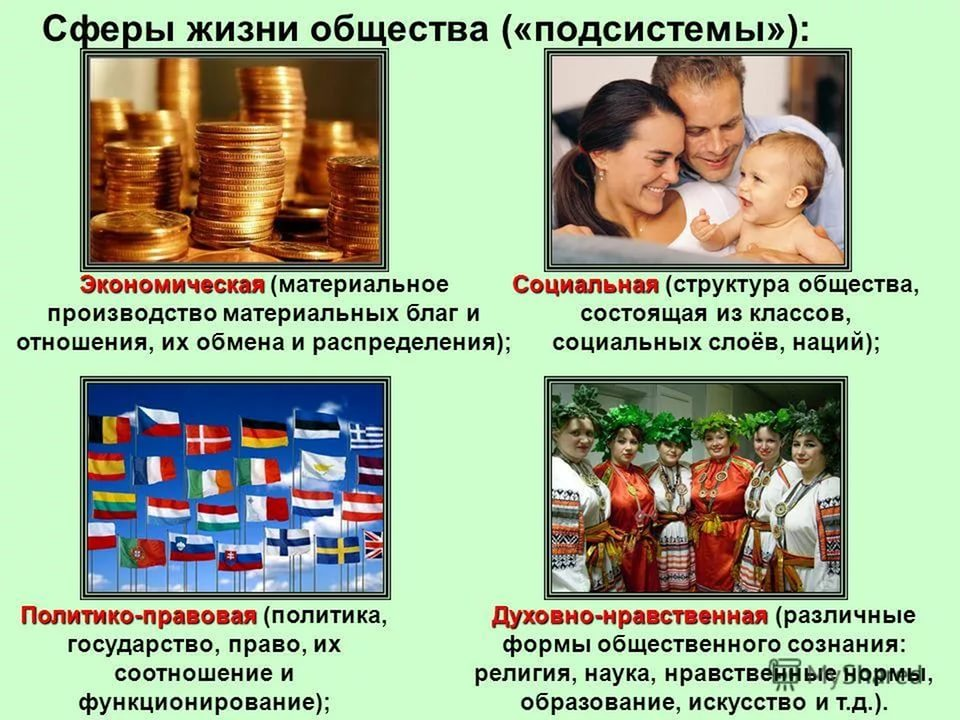 Сферы жизни общества («подсистемы»):
Экономическая (материальное
производство материальных благ и
отношения, их обмена и распределения);
Социальная (структура общества,
состоящая из классов,
социальных слоёв, наций);
Политико-правовая (политика,
государство, право, их
соотношение и
функционирование);
Духовно-нравственная (различные
формы общественного сознания:
религия, наука, нравственные нормы,
образование, искусство и т.д.).
MyShared